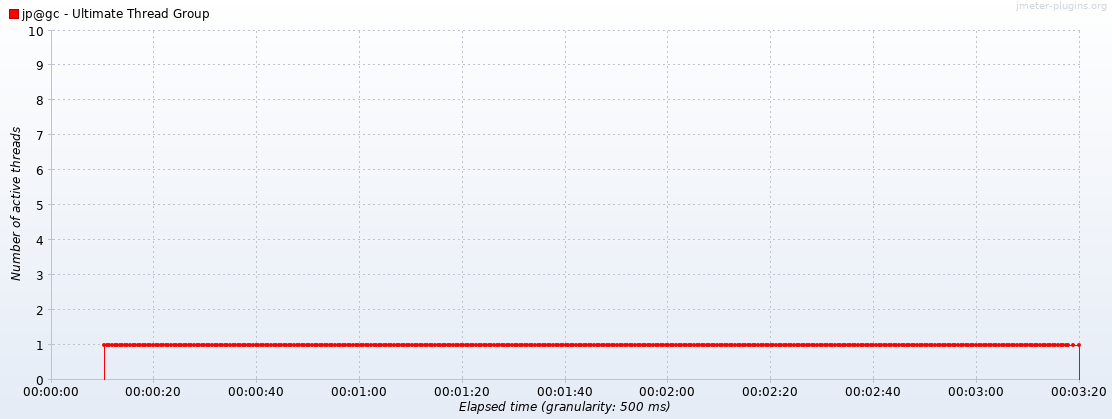 jp@gc - Ultimate Thread Group
jmeter-plugins.org
10
9
8
7
6
5
4
3
2
1
0
Number of active threads
00:00:00 00:00:20 00:00:40 00:01:00 00:01:20 00:01:40 00:02:00 00:02:20 00:02:40 00:03:00 00:03:20
Elapsed time (granularity: 500 ms)